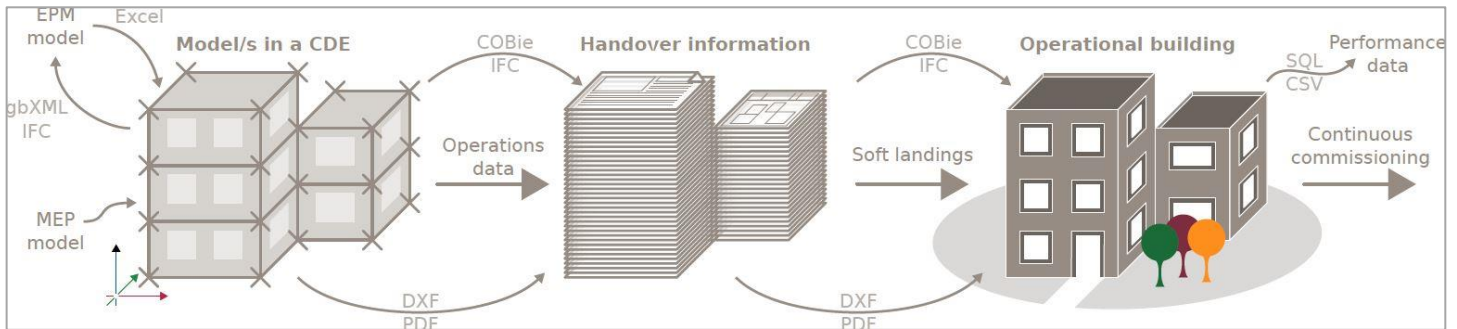 EPM
model
Excel
Model/s in a CDE
gbXML
IFC
MEP
model
COBie
IFC
Operations
data
DXF
PDF
Handover information
COBie
IFC
Soft landings
DXF
PDF
Operational building
SQL
CSV
Performance
data
Continuous
commissioning